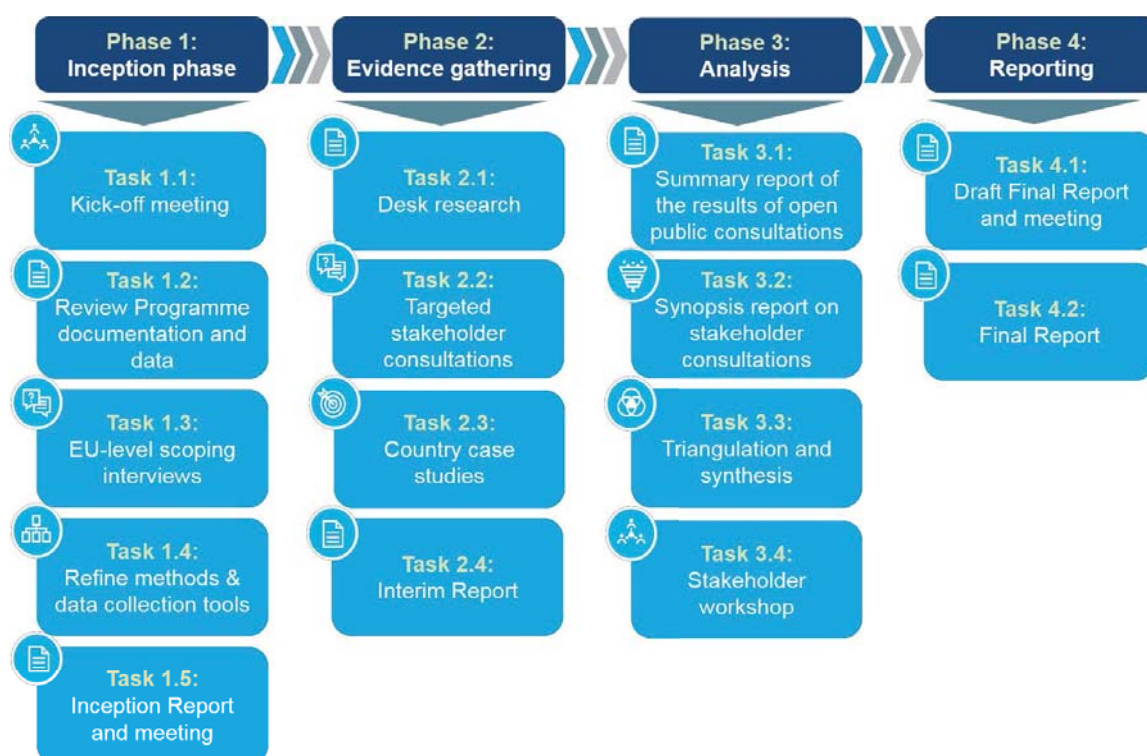 Phase 1:
Inception phase
Phase 2:
Evidence gathering
Phase 3:
Analysis
Phase 4:
Reporting
Task 1.1:
Kick-off meeting
Task 1.2:
Review Programme
documentation and
data
Task 1.3:
EU-level scoping
interviews
Task 1.4:
Refine methods &
data collection tools
Task 1.5:
Inception Report
and meeting
Task 2.1:
Desk research
Task 2.2:
Targeted
stakeholder
consultations
Task 2.3:
Country case
studies
Task 2.4:
Interim Report
Task 3.1:
Summary report of
the results of open
public consultations
Task 3.2:
Synopsis report on
stakeholder
consultations
Task 3.3:
Triangulation and
synthesis
Task 3.4:
Stakeholder
workshop
Task 4.1:
Draft Final Report
and meeting
Task 4.2:
Final Report